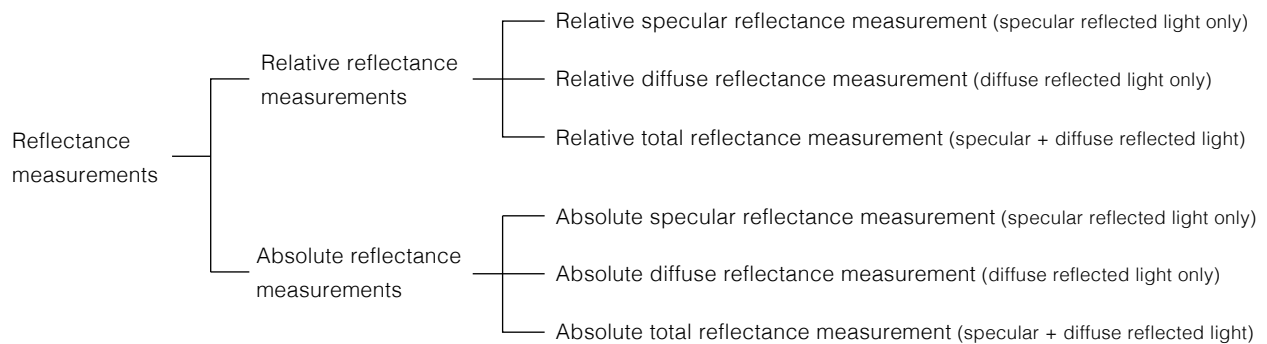 Reflectance
measurements
Relative reflectance
measurements
Relative specular reflectance measurement (specular reflected light only)
Relative diffuse reflectance measurement (diffuse reflected light only)
Relative total reflectance measurement (specular + diffuse reflected light)
Absolute reflectance
measurements
Absolute specular reflectance measurement (specular reflected light only)
Absolute diffuse reflectance measurement (diffuse reflected light only)
Absolute total reflectance measurement (specular + diffuse reflected light)